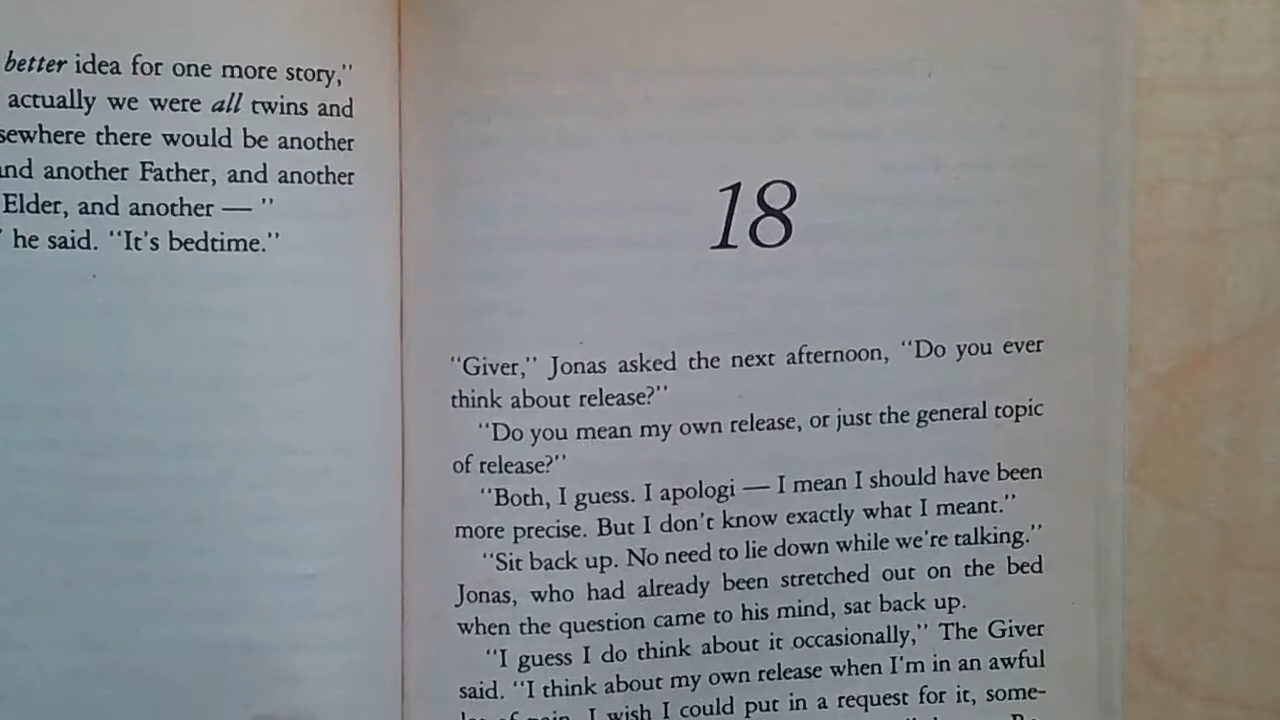 better idea for one more story,”
actually we were all twins and
sewhere there would be another
and another Father, and another
Elder, and another — ”
’ he said. “It's bedtime.”
18
“Giver,” Jonas asked the next afternoon, “Do you ever
think about release?”
“Do you mean my own release, or just the general topic
of release?”
“Both, I guess. I apologi — I mean I should have been
more precise. But I don't know exactly what I meant.”
“Sit back up. No need to lie down while we're talking.”
Jonas, who had already been stretched out on the bed
when the question came to his mind, sat back up.
“I guess I do think about it occasionally,” The Giver
said. “I think about my own release when I'm in an awful
lot of pain. I wish I could put in a request for it, some-